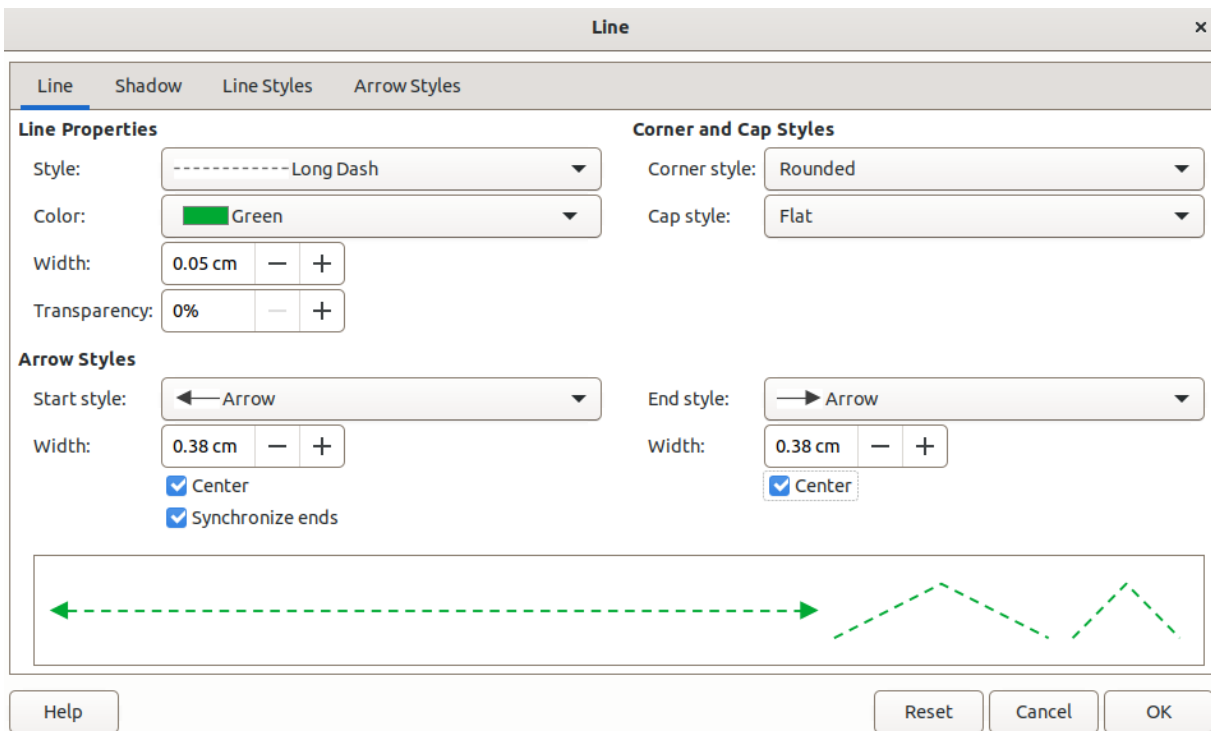 Line ×
Line Shadow Line Styles Arrow Styles
Line Properties
Style: Long Dash
Color: Green
Width: 0.05 cm − +
Transparency: 0% − +
Corner and Cap Styles
Corner style: Rounded
Cap style: Flat
Arrow Styles
Start style: Arrow
Width: 0.38 cm − +
Center
Synchronize ends
End style: Arrow
Width: 0.38 cm − +
Center
Help Reset Cancel OK